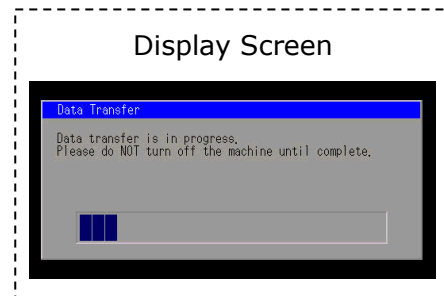 Display Screen
Data Transfer
Data transfer is in progress.
Please do NOT turn off the machine until complete.